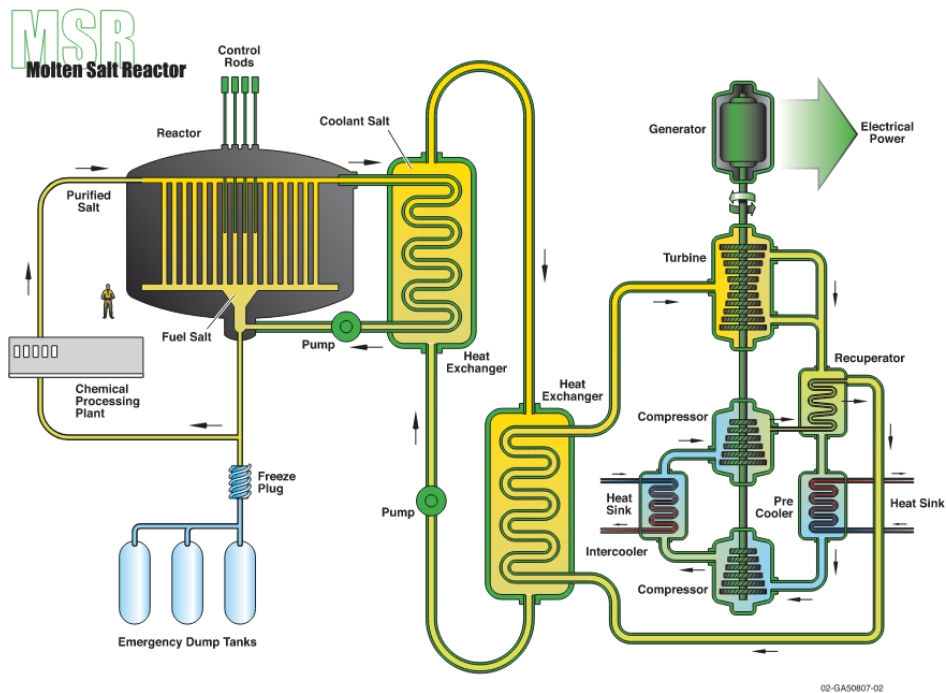 MSR
Molten Salt Reactor
Control
Rods
Reactor
Coolant Salt
Purified
Salt
Fuel Salt
Pump
Heat
Exchanger
Chemical
Processing
Plant
Freeze
Plug
Emergency Dump Tanks
Pump
Heat
Exchanger
Generator
Electrical
Power
Turbine
Recuperator
Compressor
Heat
Sink
Intercooler
Pre
Cooler
Heat Sink
Compressor
02-GA50807-02